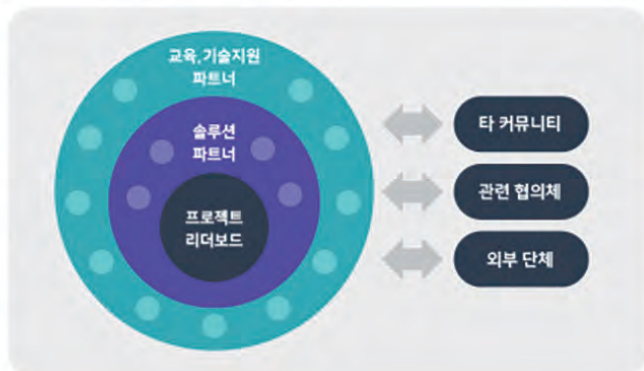 교육,기술지원
파트너
솔루션
파트너
프로젝트
리더보드
타 커뮤니티
관련 협의체
외부 단체